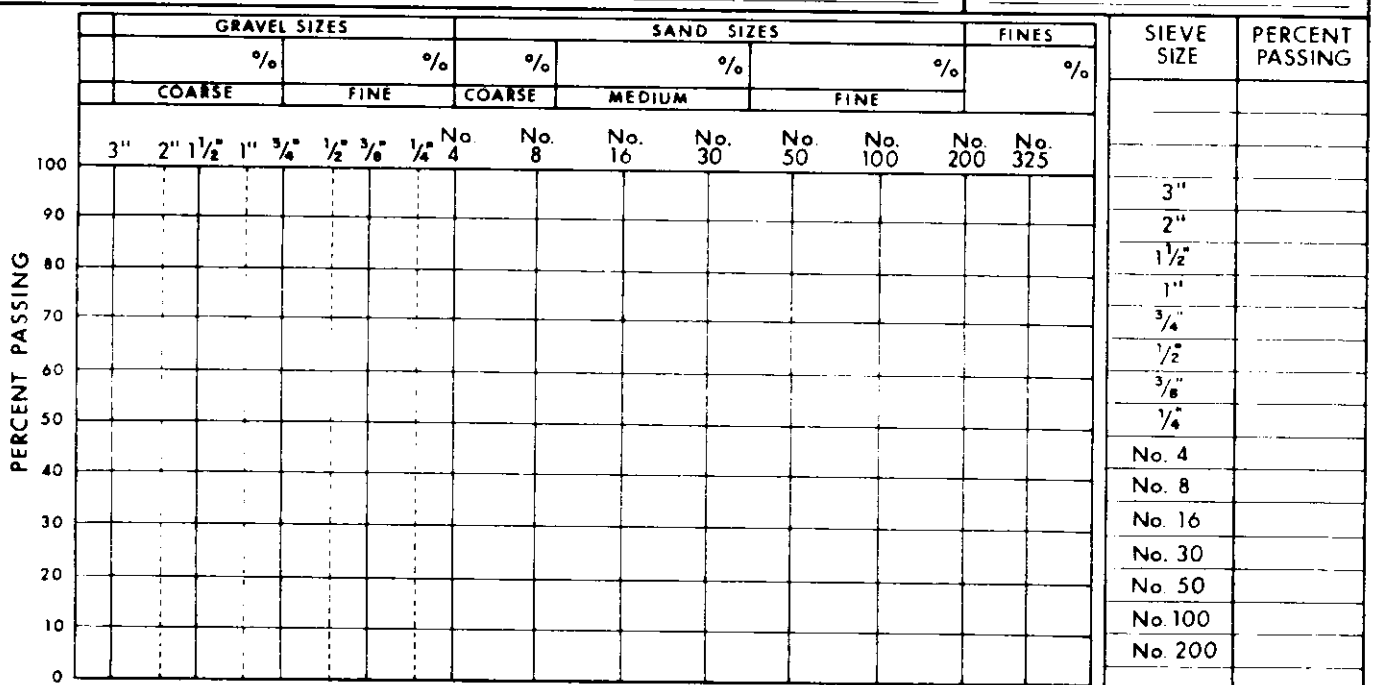 GRAVEL SIZES SAND SIZES FINES
% % % % % %
COARSE FINE COARSE MEDIUM FINE
3" 2" 1½" 1" ¾" ½" ⅜" ¼" No. 4 No. 8 No. 16 No. 30 No. 50 No. 100 No. 200 No. 325
PERCENT PASSING
100
90
80
70
60
50
40
30
20
10
0
SIEVE SIZE PERCENT PASSING
3"
2"
1½"
1"
¾"
½"
⅜"
¼"
No. 4
No. 8
No. 16
No. 30
No. 50
No. 100
No. 200